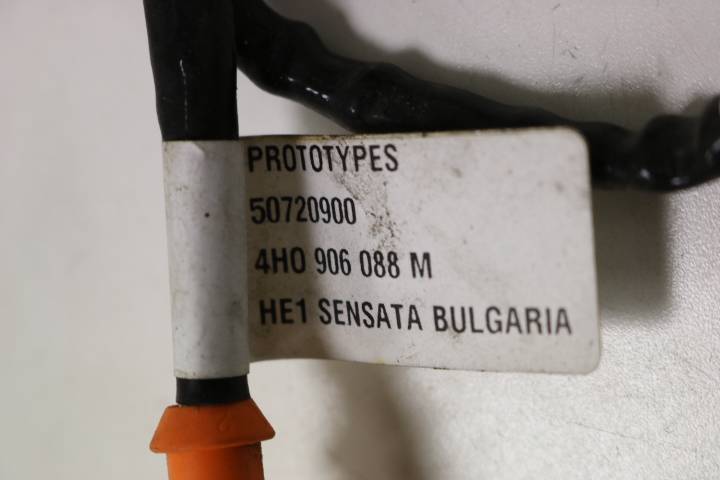 PROTOTYPES
50720900
4H0 906 088 M
HE1 SENSATA BULGARIA